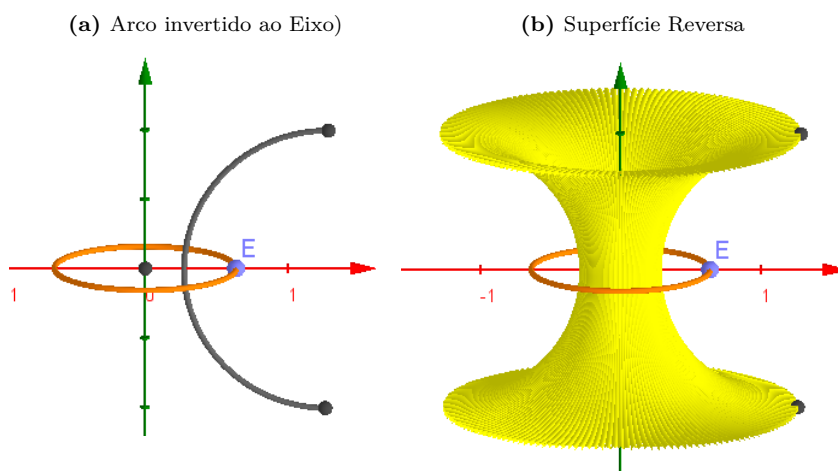 (a) Arco invertido ao Eixo)
(b) Superfície Reversa
E
1
0
1
E
-1
1